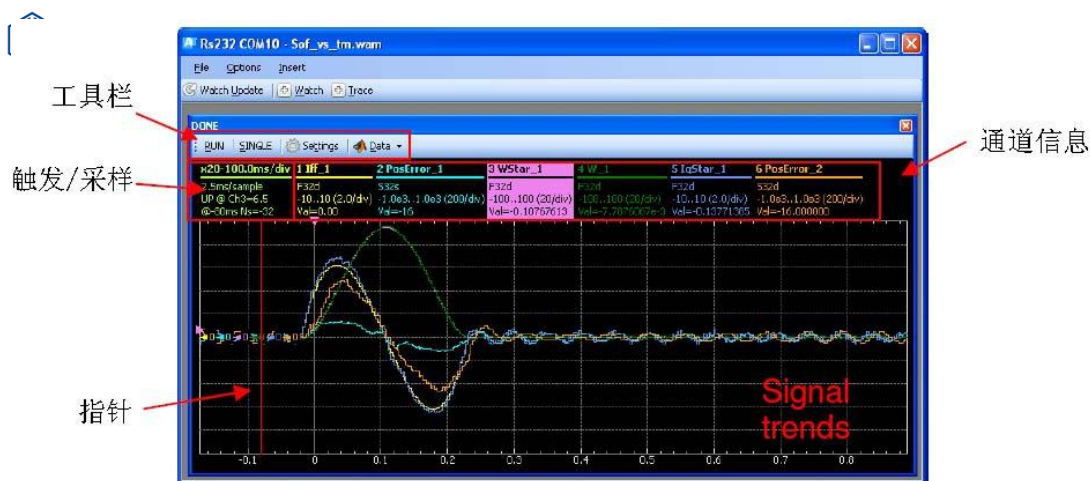 Rs232 COM10 - Sof_vs_tm.wam
File Options Insert
Watch Update Watch Trace
工具栏
DONE
RUN SINGLE Settings Data
通道信息
触发/采样
x20-100.0ms/div 1 Iff_1 2 PosError_1 3 WStar_1 4 W_1 5 IqStar_1 6 PosError_2
2.5ms/sample F32d S32s F32d F32d F32d S32d
UP @ Ch3=6.5 -10..10 (2.0/div) -1.0e3..1.0e3 (200/div) -100..100 (20/div) -100..100 (20/div) -10..10 (2.0/div) -1.0e3..1.0e3 (200/div)
@-80ms Ns=-32 Val=0.00 Val=-16 Val=-0.10767613 Val=-0.13771385 Val=-16.000000
指针
Signal
trends
-0.1 0 0.1 0.2 0.3 0.4 0.5 0.6 0.7 0.8